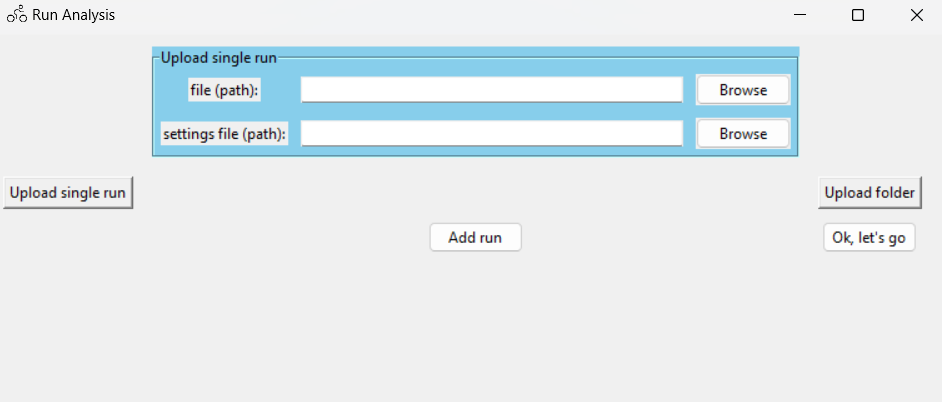 Run Analysis
Upload single run
file (path):
Browse
settings file (path):
Browse
Upload single run
Upload folder
Add run
Ok, let's go